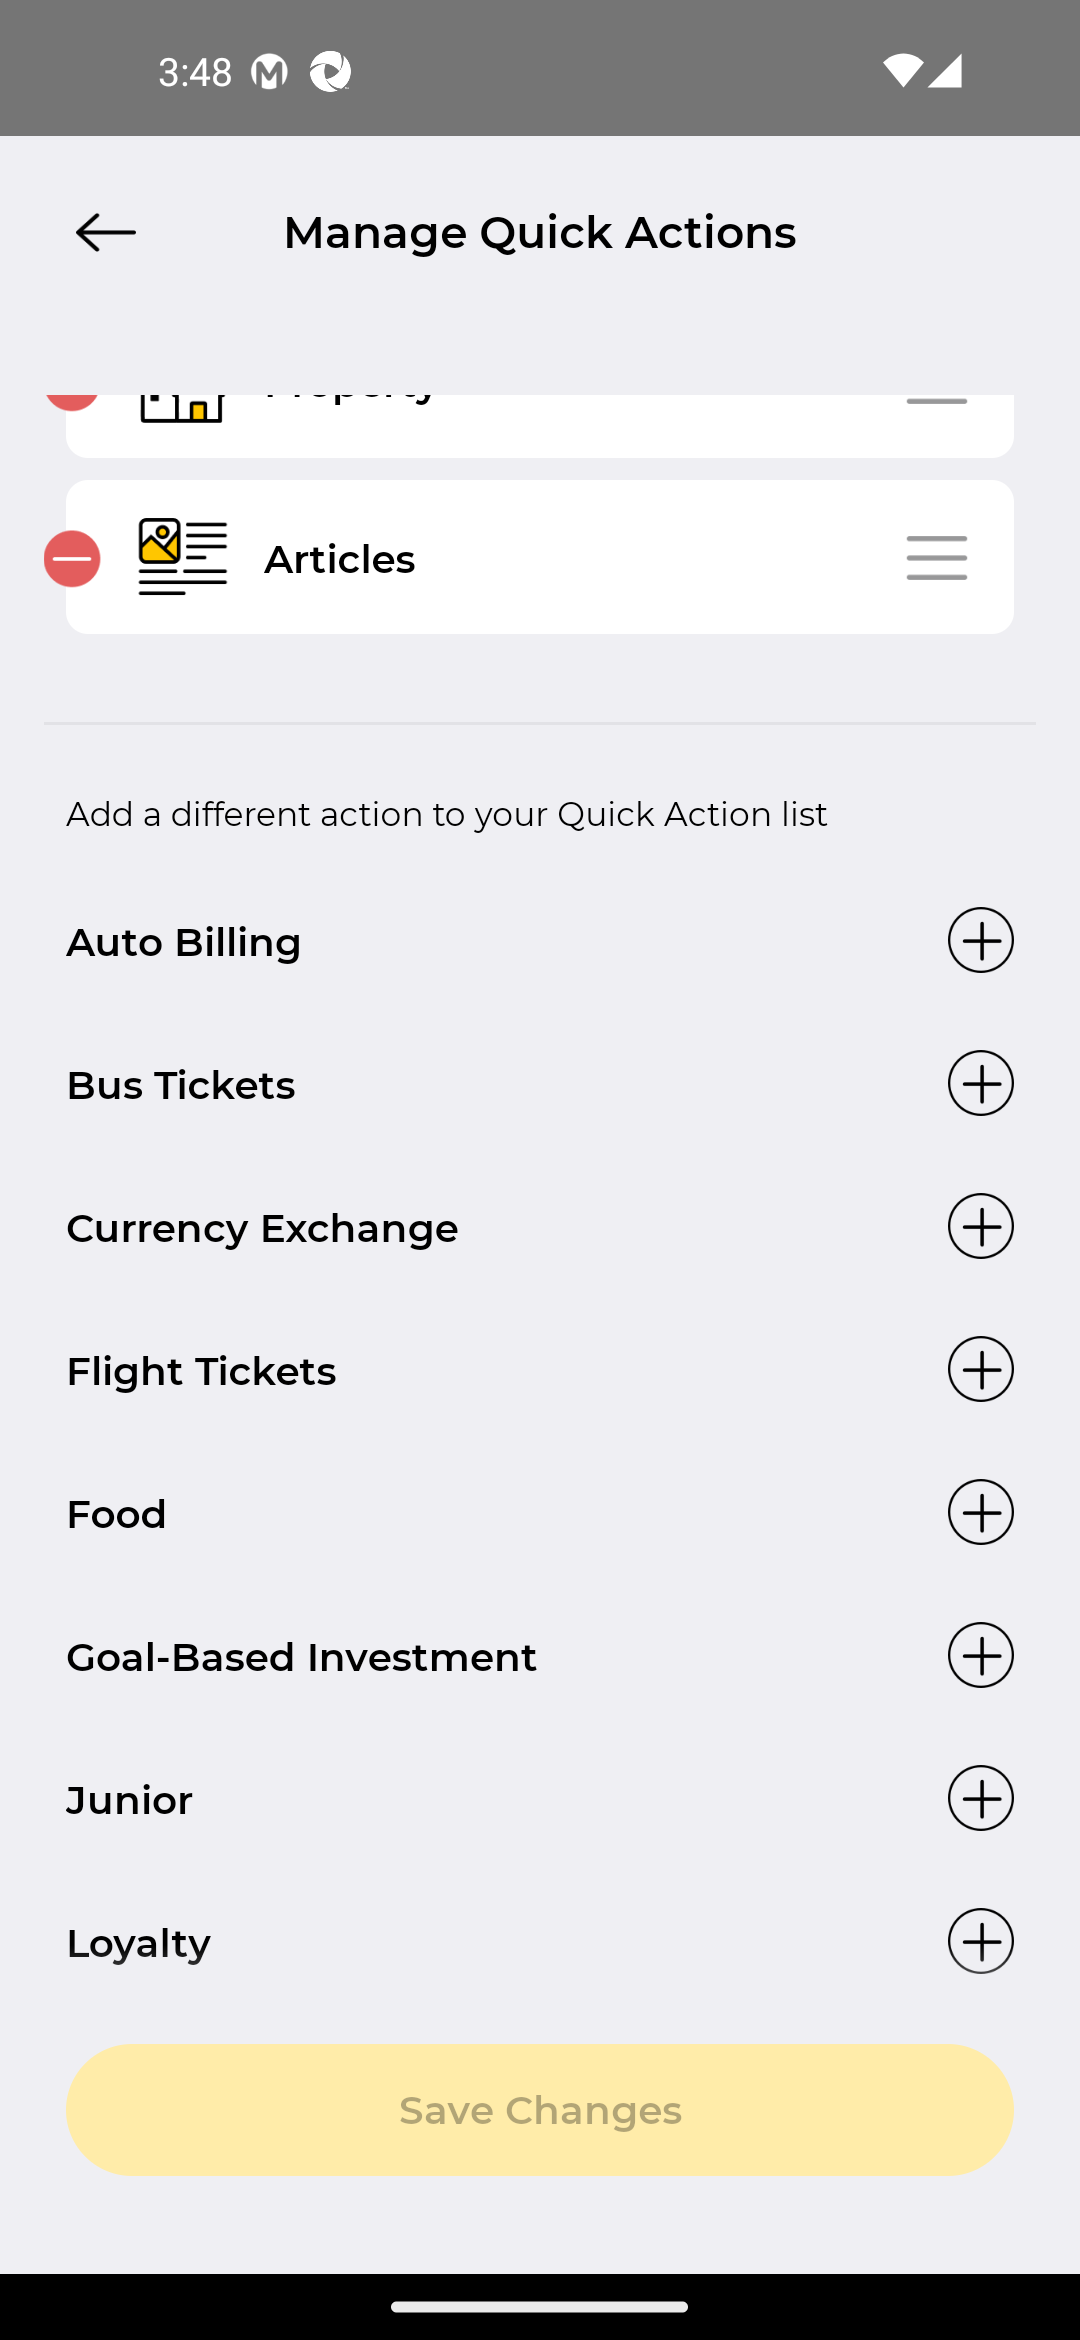 3:48
Manage Quick Actions
Property
Articles
Add a different action to your Quick Action list
Auto Billing
Bus Tickets
Currency Exchange
Flight Tickets
Food
Goal-Based Investment
Junior
Loyalty
Save Changes